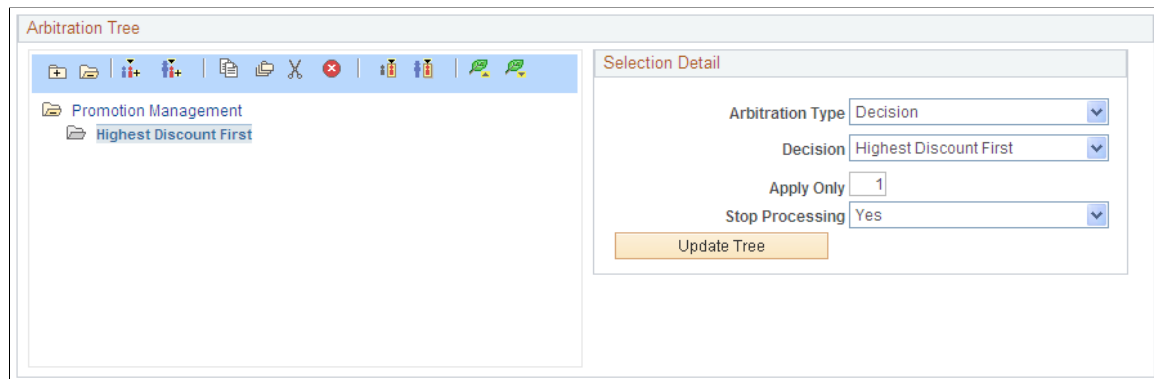 Arbitration Tree
Promotion Management
Highest Discount First
Selection Detail
Arbitration Type Decision
Decision Highest Discount First
Apply Only 1
Stop Processing Yes
Update Tree